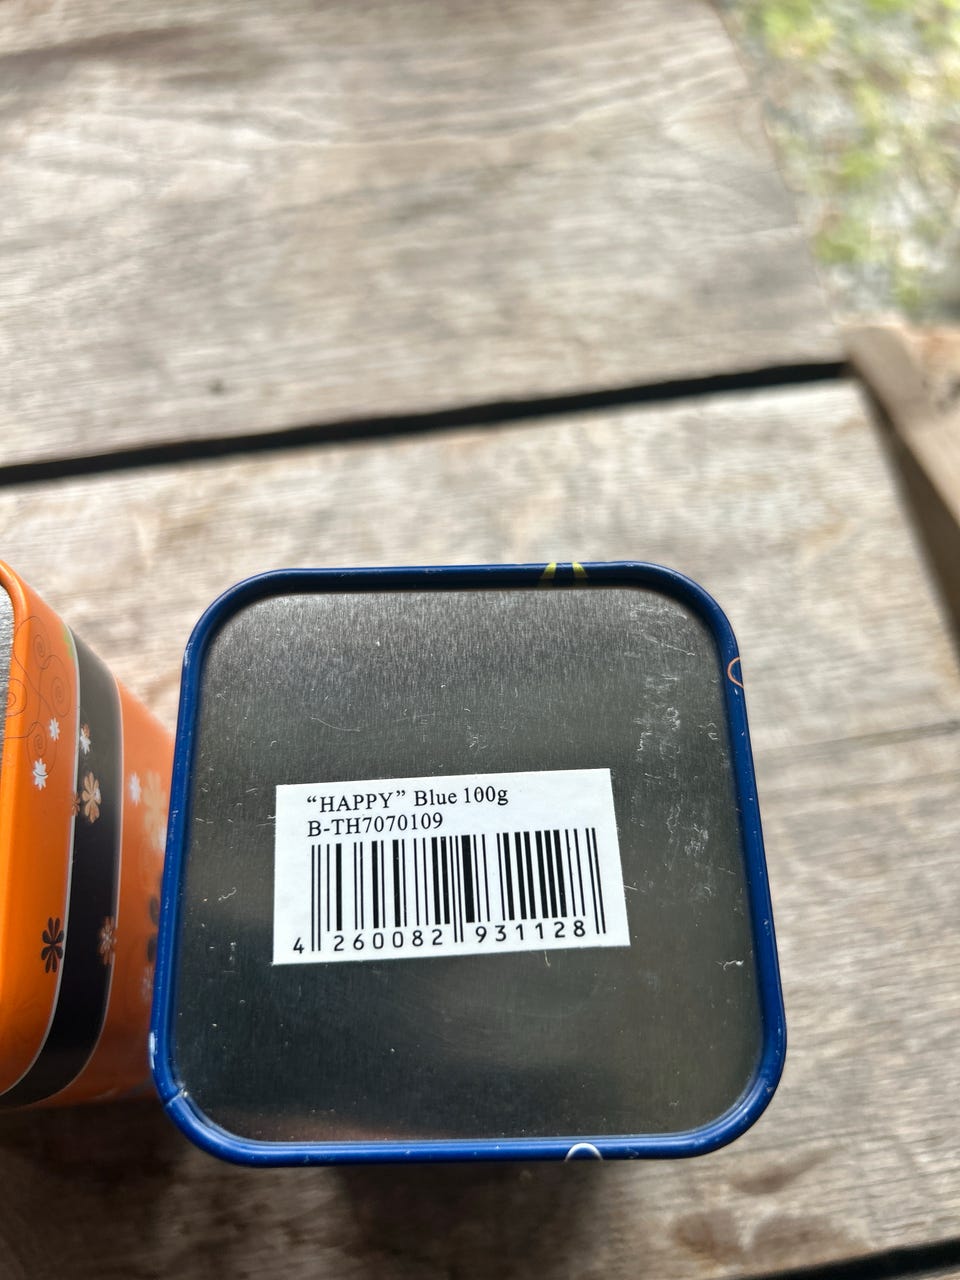 “HAPPY” Blue 100g
B-TH7070109
4 260082 931128